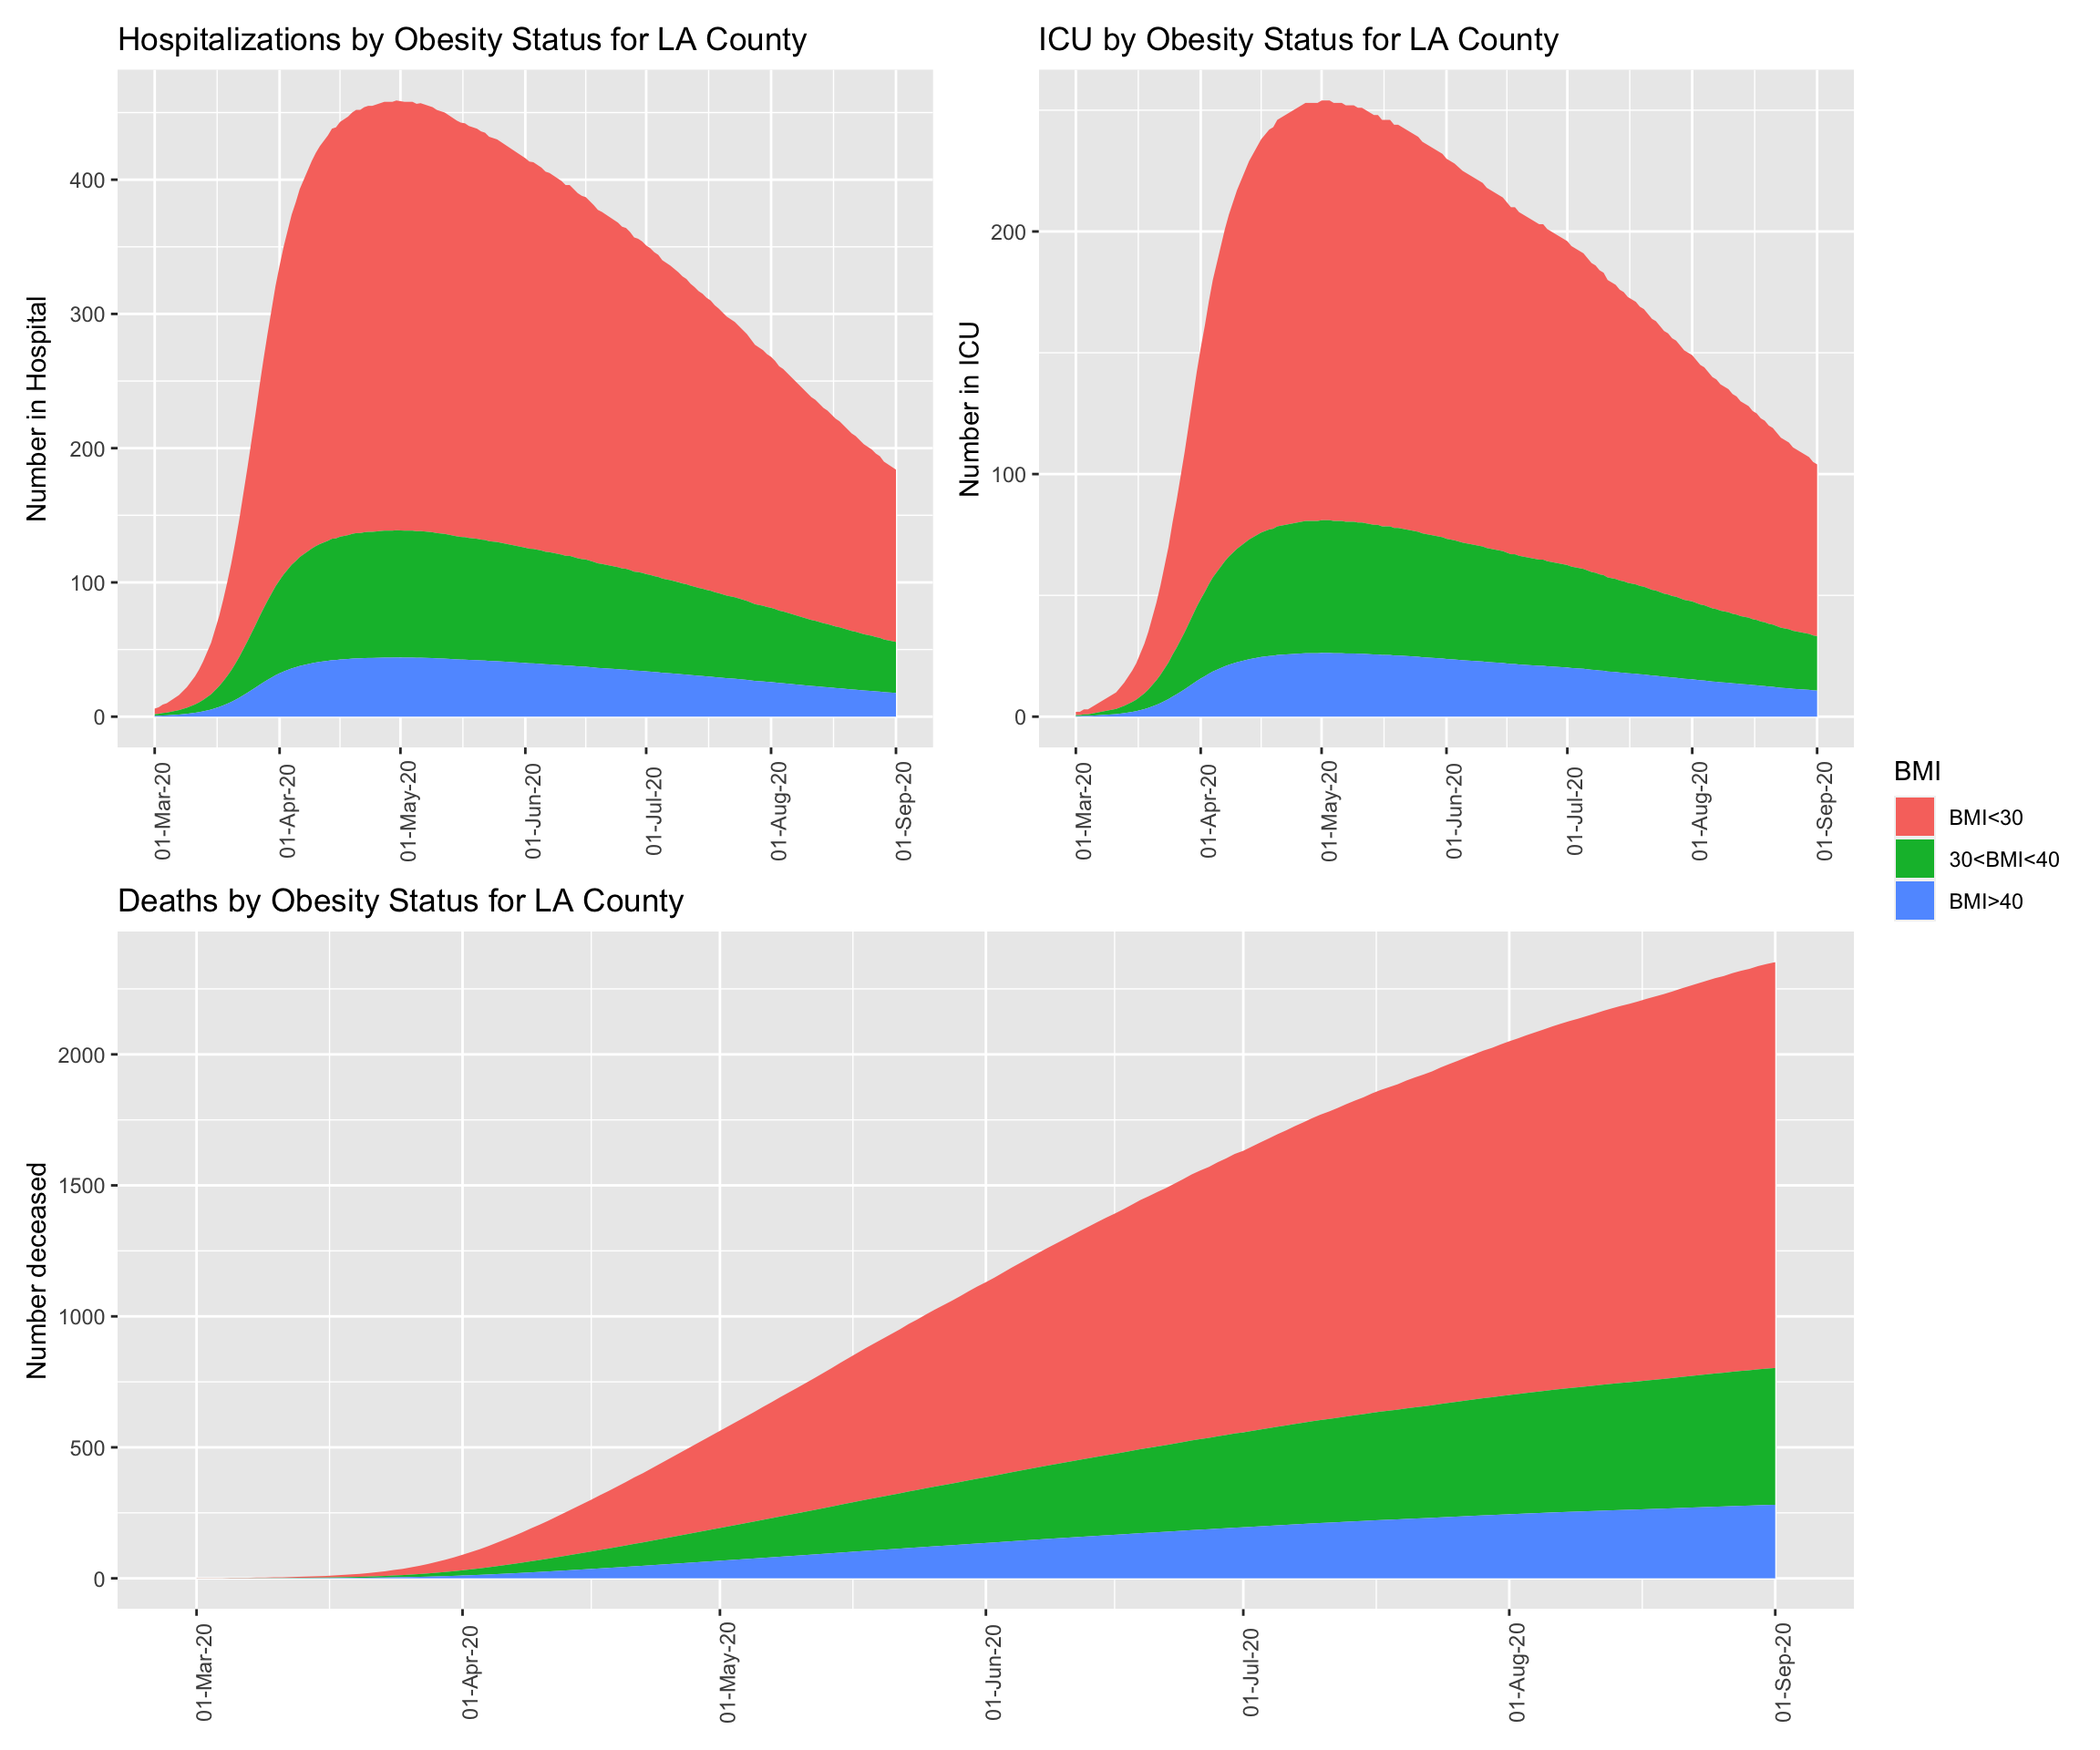 Hospitalizations by Obesity Status for LA County
Number in Hospital
400
300
200
100
0
01-Mar-20
01-Apr-20
01-May-20
01-Jun-20
01-Jul-20
01-Aug-20
01-Sep-20
ICU by Obesity Status for LA County
Number in ICU
200
100
0
01-Mar-20
01-Apr-20
01-May-20
01-Jun-20
01-Jul-20
01-Aug-20
01-Sep-20
BMI
BMI<30
30<BMI<40
BMI>40
Deaths by Obesity Status for LA County
Number deceased
2000
1500
1000
500
0
01-Mar-20
01-Apr-20
01-May-20
01-Jun-20
01-Jul-20
01-Aug-20
01-Sep-20